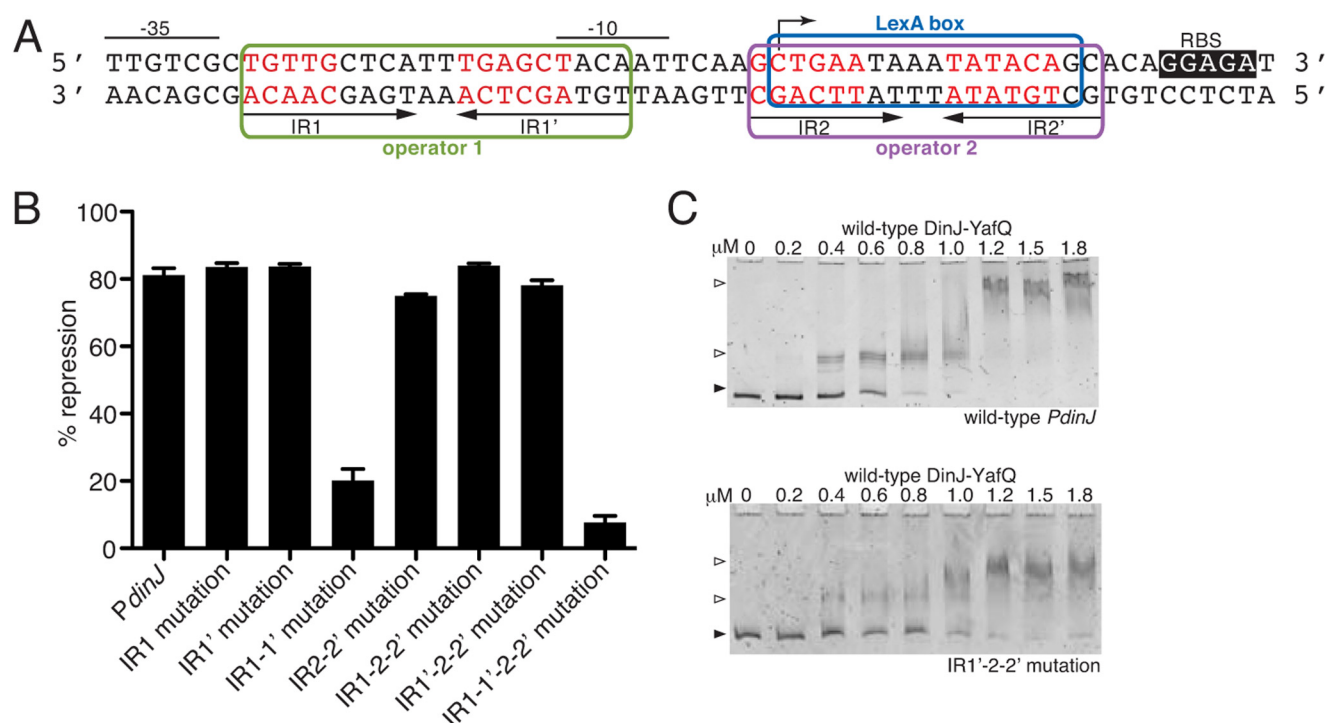 A
-35
-10
LexA box
RBS
5′ TTGTCGCTGTTGCTCATTTGAGCTACAATTCAAGCTGAATAAATATACAGCACAGGAGAT 3′
3′ AACAGCGACAACGAGTAAACTCGATGTTAAGTTCGACTTATTTATATGTCGTGTCCTCTA 5′
IR1 IR1' IR2 IR2'
operator 1 operator 2
B
% repression
100
80
60
40
20
0
PdinJ
IR1 mutation
IR1' mutation
IR1-1' mutation
IR2-2' mutation
IR1-2-2' mutation
IR1'-2-2' mutation
IR1-1'-2-2' mutation
C
wild-type DinJ-YafQ
μM 0 0.2 0.4 0.6 0.8 1.0 1.2 1.5 1.8
wild-type PdinJ
wild-type DinJ-YafQ
μM 0 0.2 0.4 0.6 0.8 1.0 1.2 1.5 1.8
IR1'-2-2' mutation